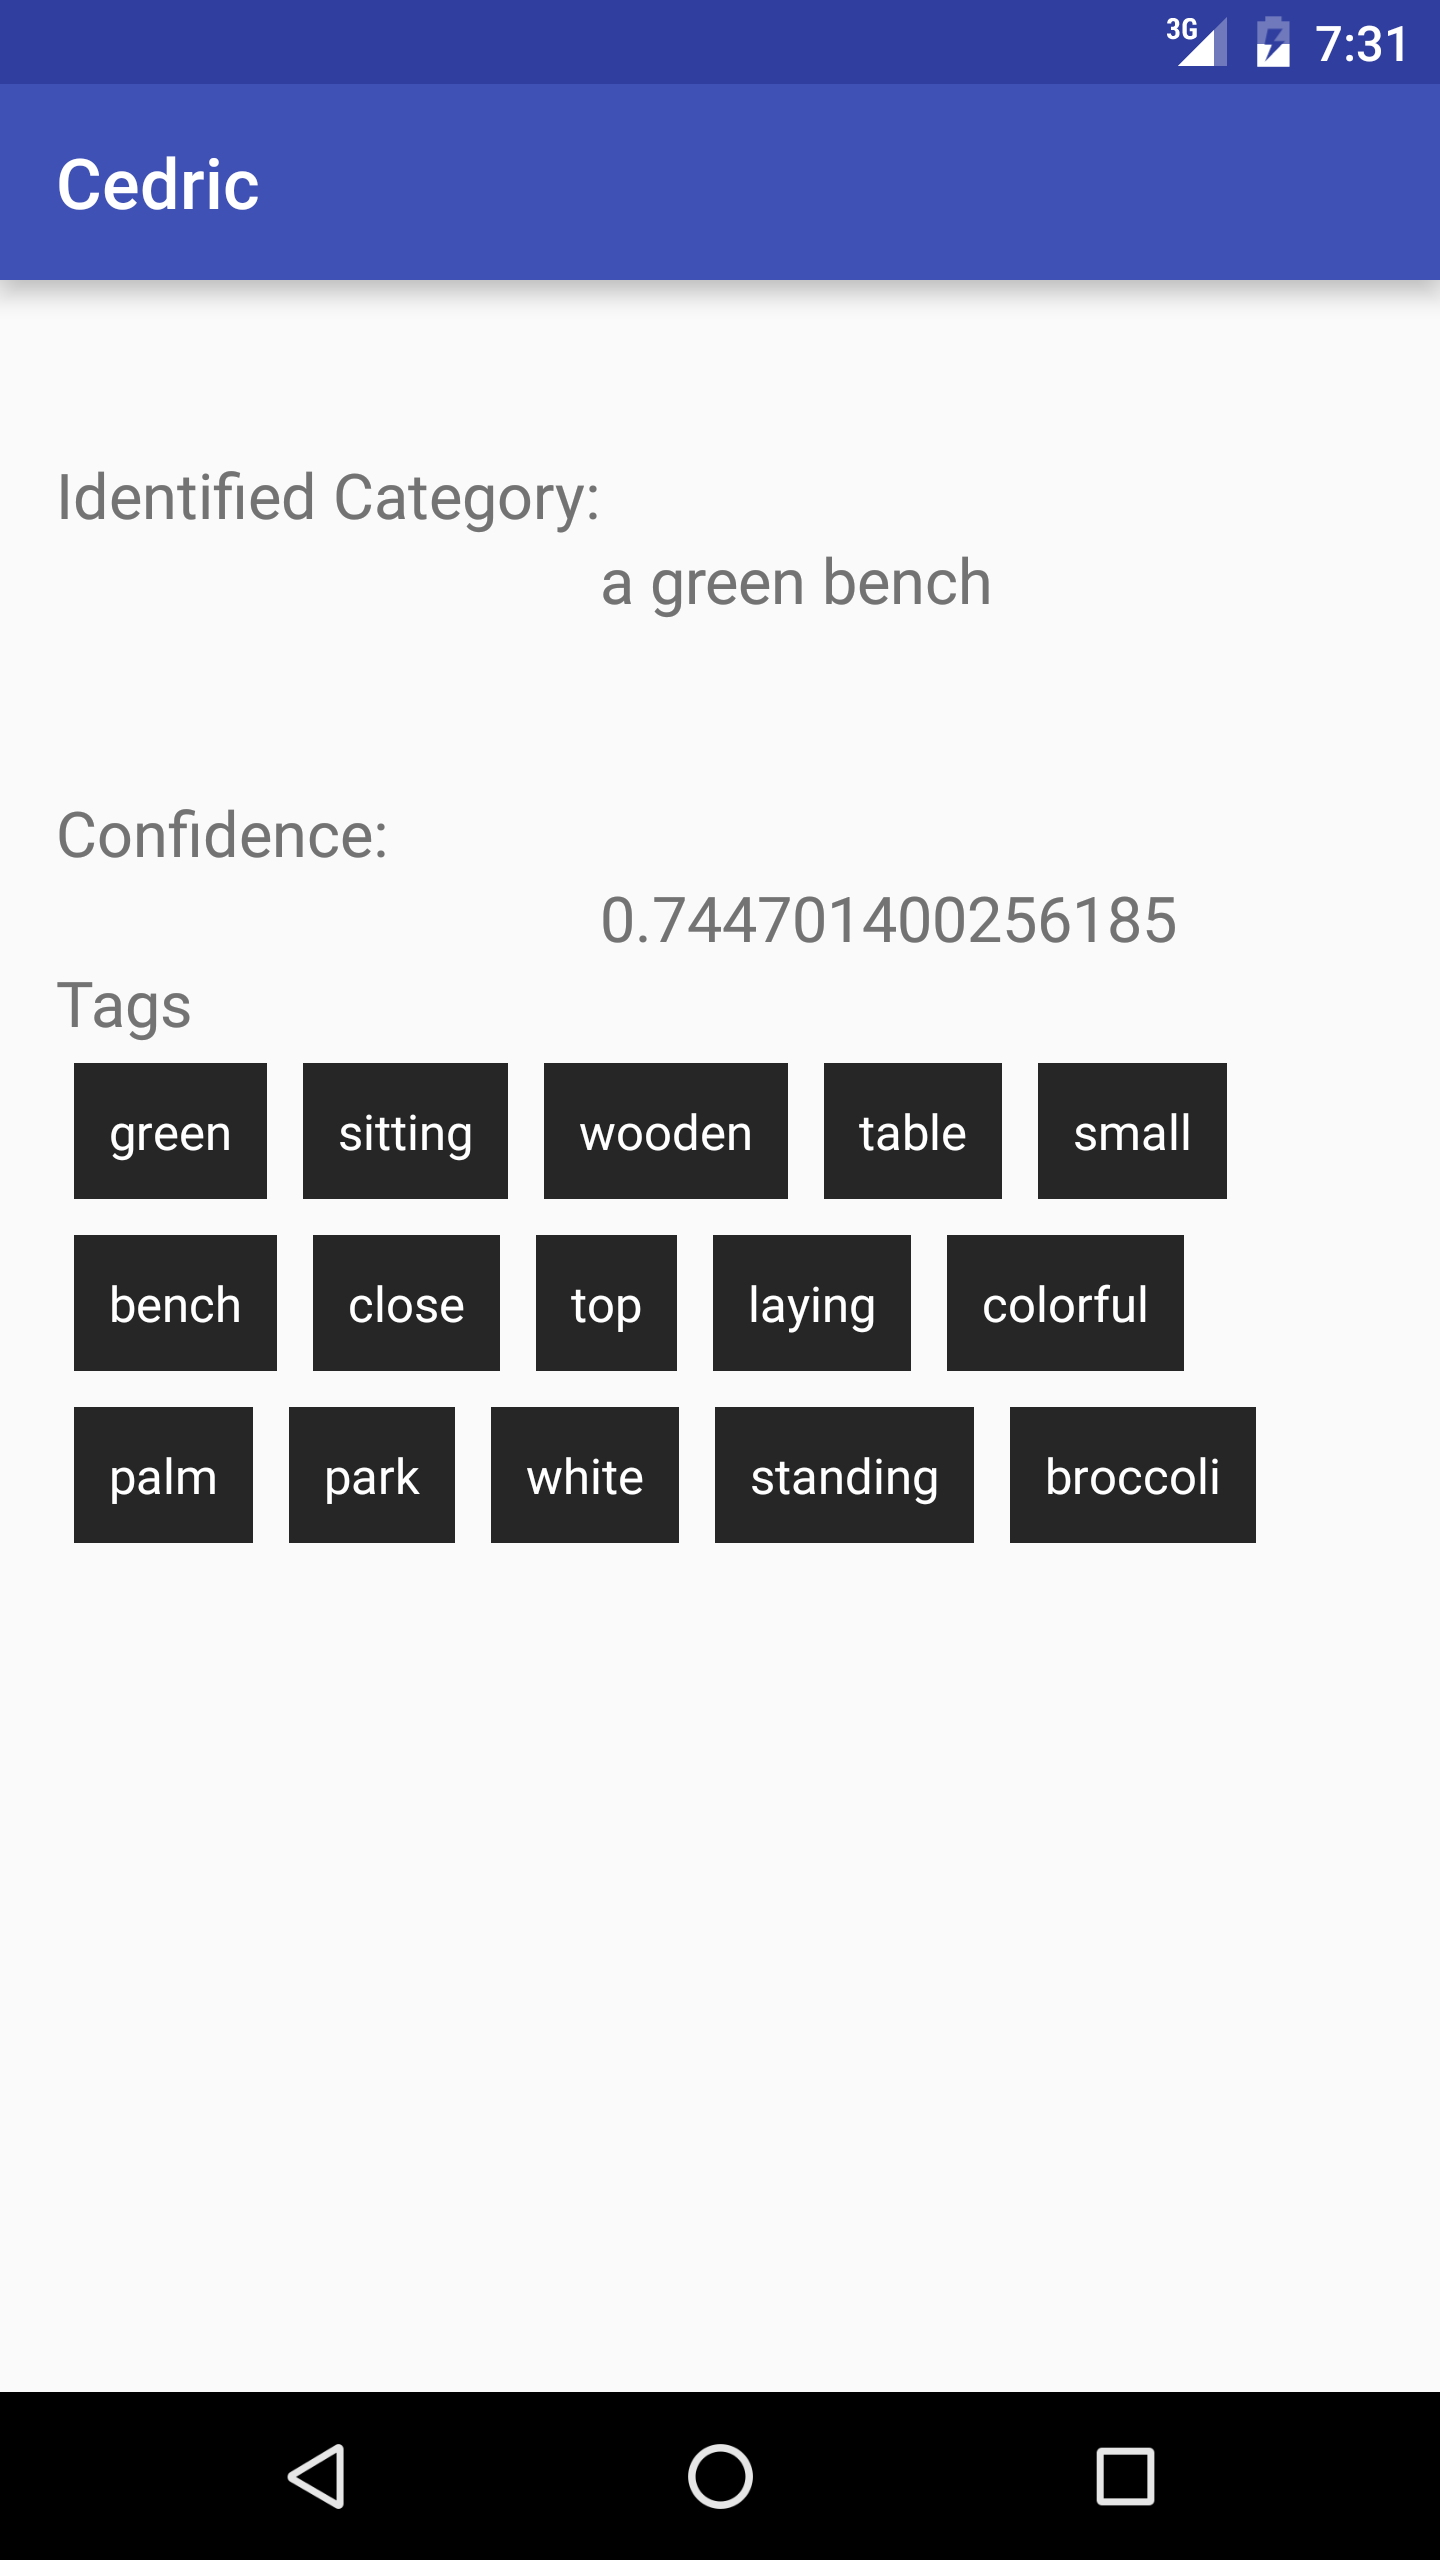 3G 7:31
Cedric
Identified Category:
a green bench
Confidence:
0.744701400256185
Tags
green sitting wooden table small
bench close top laying colorful
palm park white standing broccoli